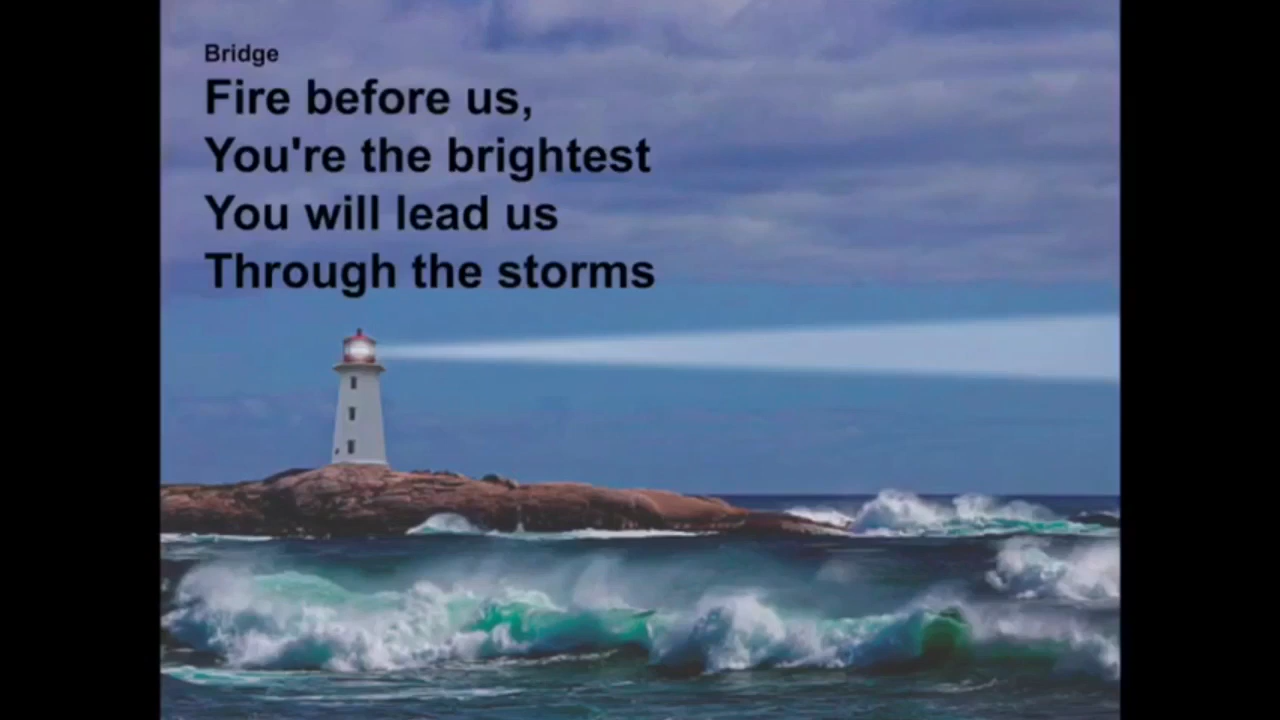 Bridge
Fire before us,
You're the brightest
You will lead us
Through the storms